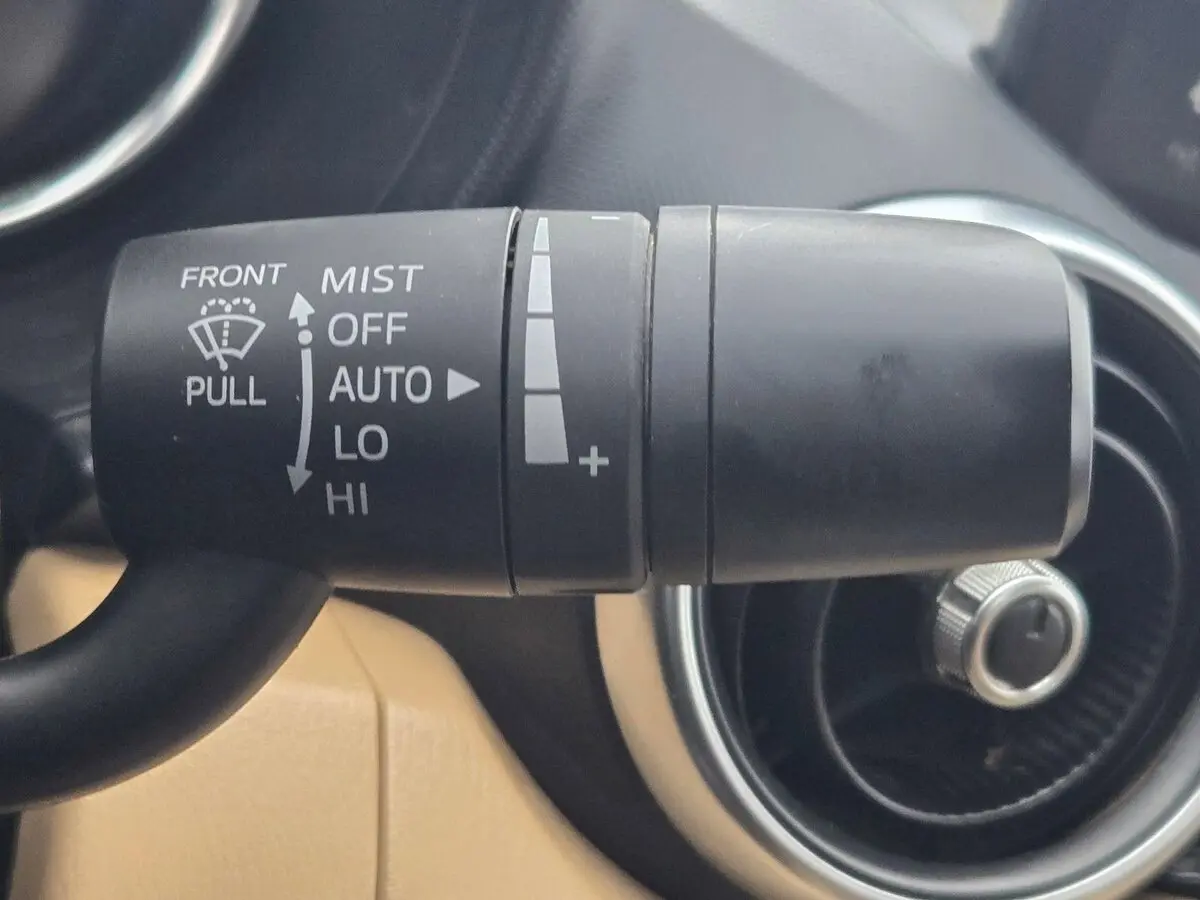 FRONT
PULL
MIST
OFF
AUTO
LO
HI
−
+